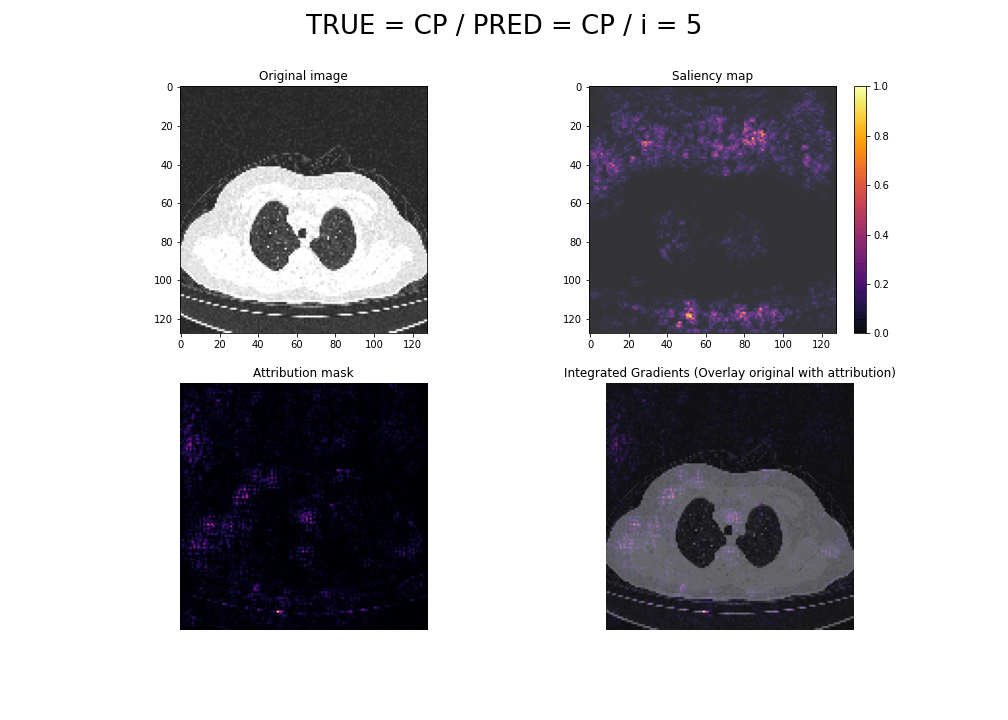 TRUE = CP / PRED = CP / i = 5
Original image
0
20
40
60
80
100
120
0 20 40 60 80 100 120
Saliency map
0
20
40
60
80
100
120
0 20 40 60 80 100 120
1.0
0.8
0.6
0.4
0.2
0.0
Attribution mask
Integrated Gradients (Overlay original with attribution)